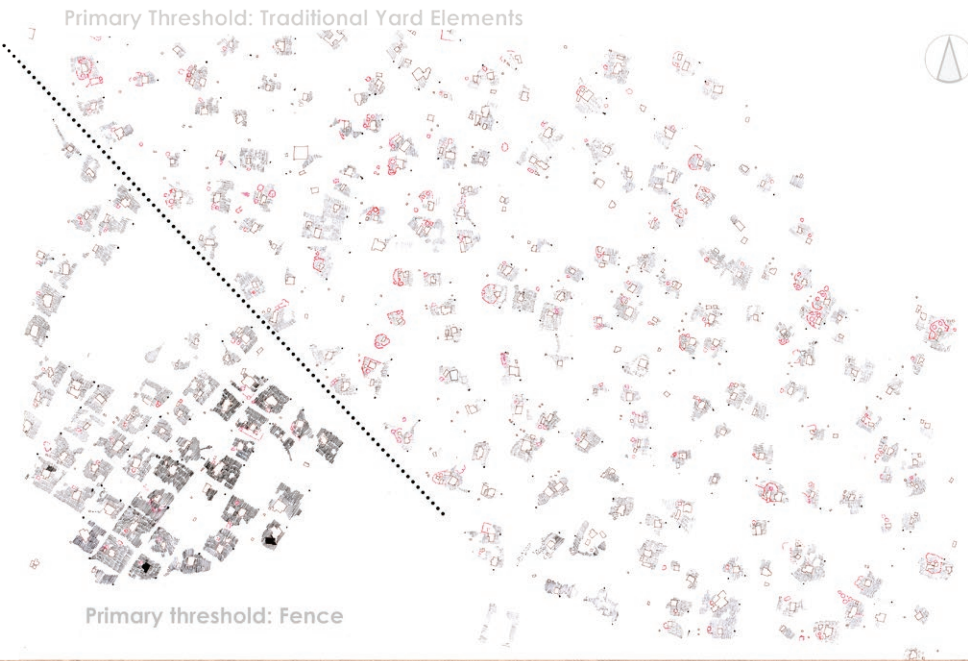 Primary Threshold: Traditional Yard Elements
Primary threshold: Fence